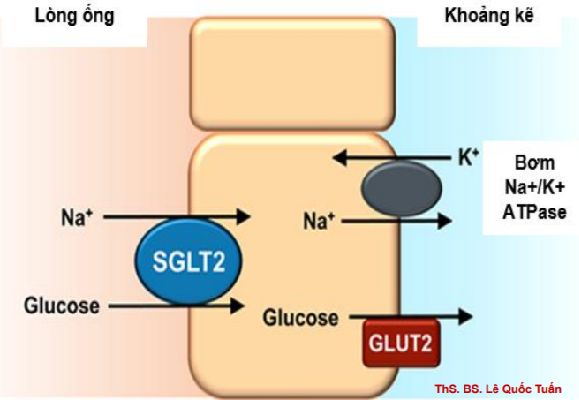 Lòng ống
Khoảng kẽ
K⁺
Bơm
Na+/K+
ATPase
Na⁺
Na⁺
SGLT2
Glucose
Glucose
GLUT2
ThS. BS. Lê Quốc Tuấn